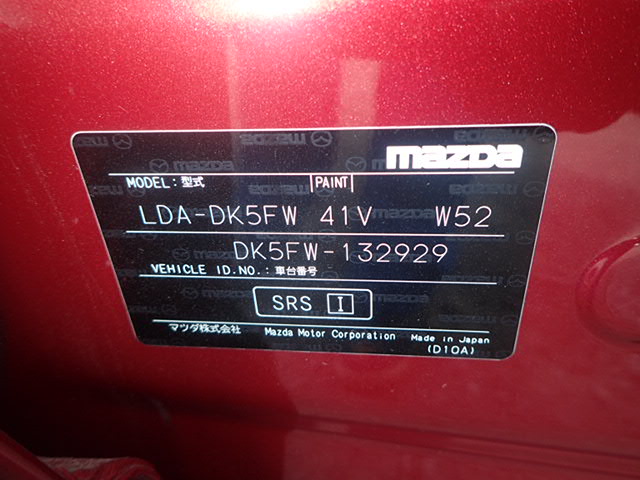 mazda
MODEL:型式 PAINT
LDA-DK5FW 41V W52
DK5FW-132929
VEHICLE ID.NO.:車台番号
SRS I
マツダ株式会社 Mazda Motor Corporation Made in Japan
(D10A)